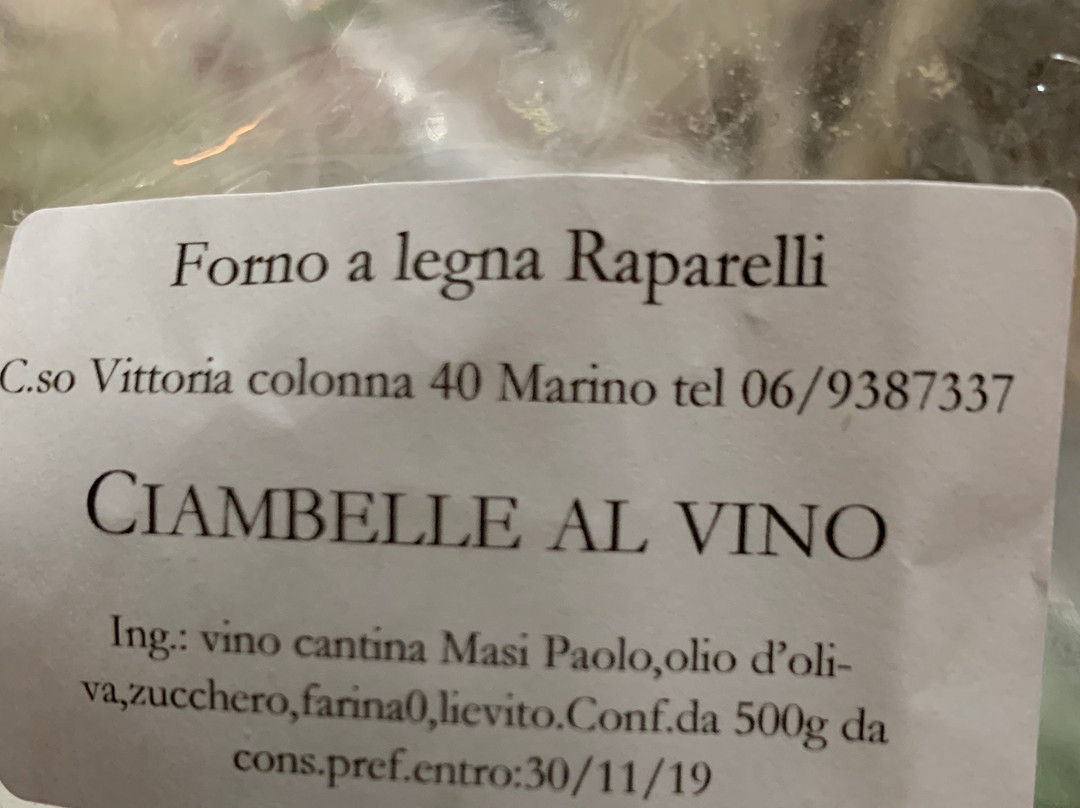 Forno a legna Raparelli
C.so Vittoria colonna 40 Marino tel 06/9387337
CIAMBELLE AL VINO
Ing.: vino cantina Masi Paolo,olio d'oli-
va,zucchero,farina0,lievito.Conf.da 500g da
cons.pref.entro:30/11/19